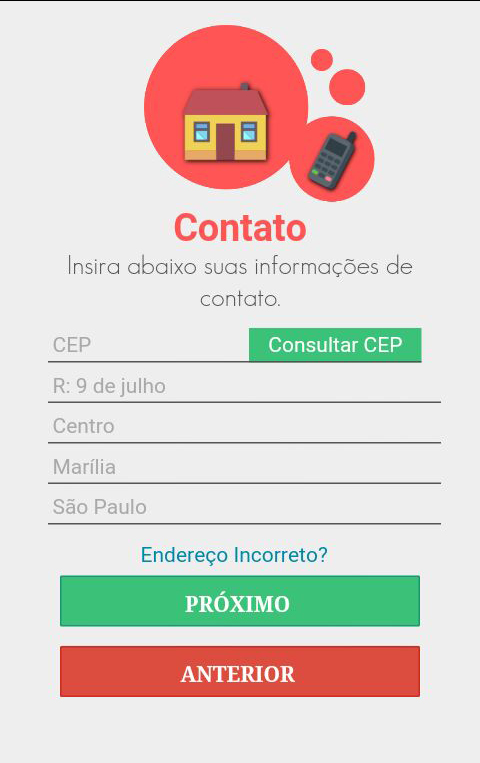 Contato
Insira abaixo suas informações de
contato.
CEP
Consultar CEP
R: 9 de julho
Centro
Marília
São Paulo
Endereço Incorreto?
PRÓXIMO
ANTERIOR